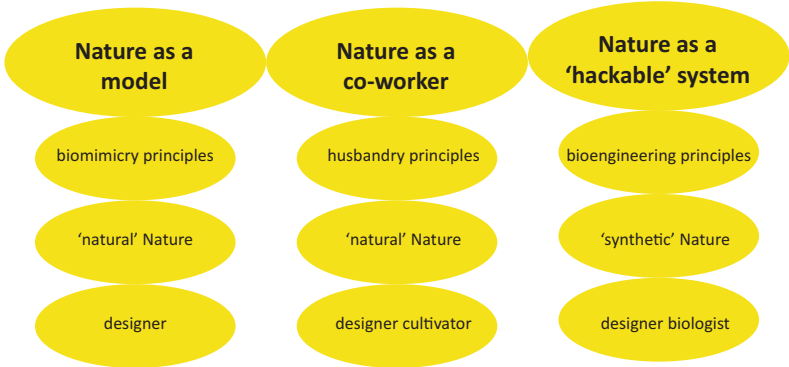 Nature as a
model
biomimicry principles
‘natural’ Nature
designer
Nature as a
co-worker
husbandry principles
‘natural’ Nature
designer cultivator
Nature as a
‘hackable’ system
bioengineering principles
‘synthetic’ Nature
designer biologist